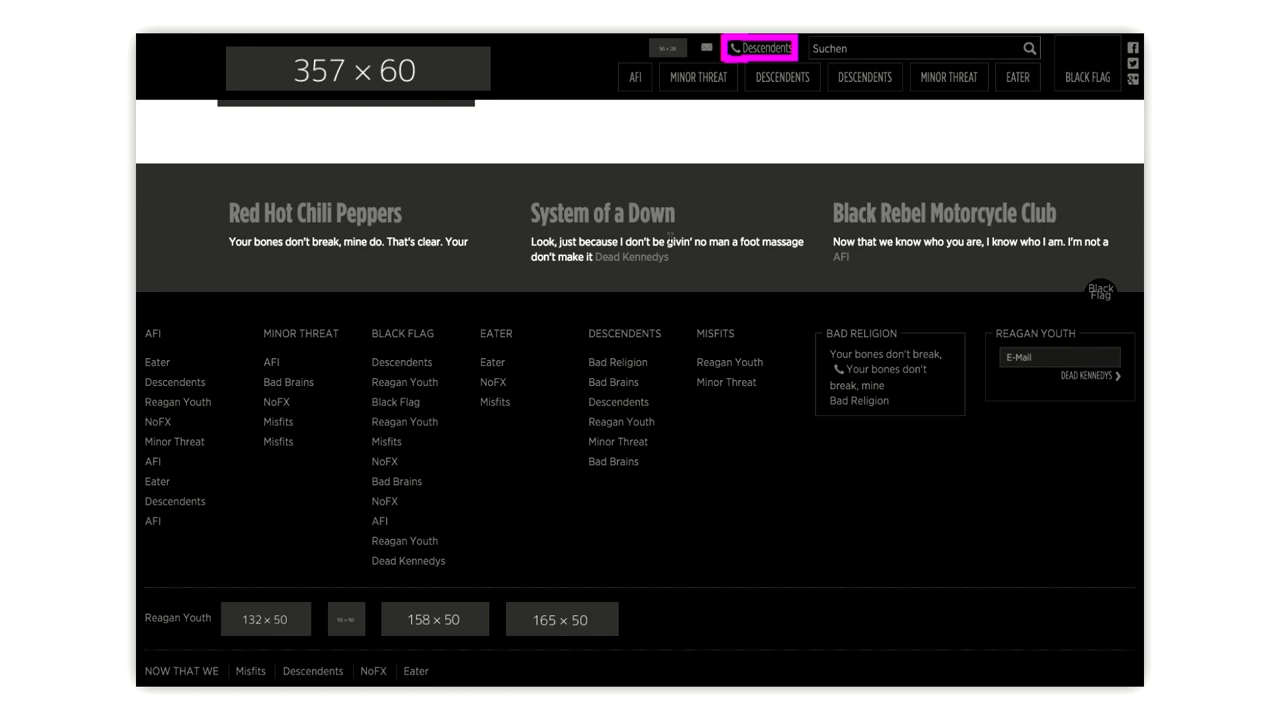 357 × 60
Descendents
Suchen
AFI
MINOR THREAT
DESCENDENTS
DESCENDENTS
MINOR THREAT
EATER
BLACK FLAG
Red Hot Chili Peppers
Your bones don't break, mine do. That's clear. Your
System of a Down
Look, just because I don't be givin' no man a foot massage
don't make it Dead Kennedys
Black Rebel Motorcycle Club
Now that we know who you are, I know who I am. I'm not a
AFI
Black
Flag
AFI
Eater
Descendents
Reagan Youth
NoFX
Minor Threat
AFI
Eater
Descendents
AFI
MINOR THREAT
AFI
Bad Brains
NoFX
Misfits
Misfits
BLACK FLAG
Descendents
Reagan Youth
Black Flag
Reagan Youth
Misfits
NoFX
Bad Brains
NoFX
AFI
Reagan Youth
Dead Kennedys
EATER
Eater
NoFX
Misfits
DESCENDENTS
Bad Religion
Bad Brains
Descendents
Reagan Youth
Minor Threat
Bad Brains
MISFITS
Reagan Youth
Minor Threat
BAD RELIGION
Your bones don't break,
Your bones don't
break, mine
Bad Religion
REAGAN YOUTH
E-Mail
DEAD KENNEDYS
Reagan Youth
132 × 50
158 × 50
165 × 50
NOW THAT WE
Misfits
Descendents
NoFX
Eater